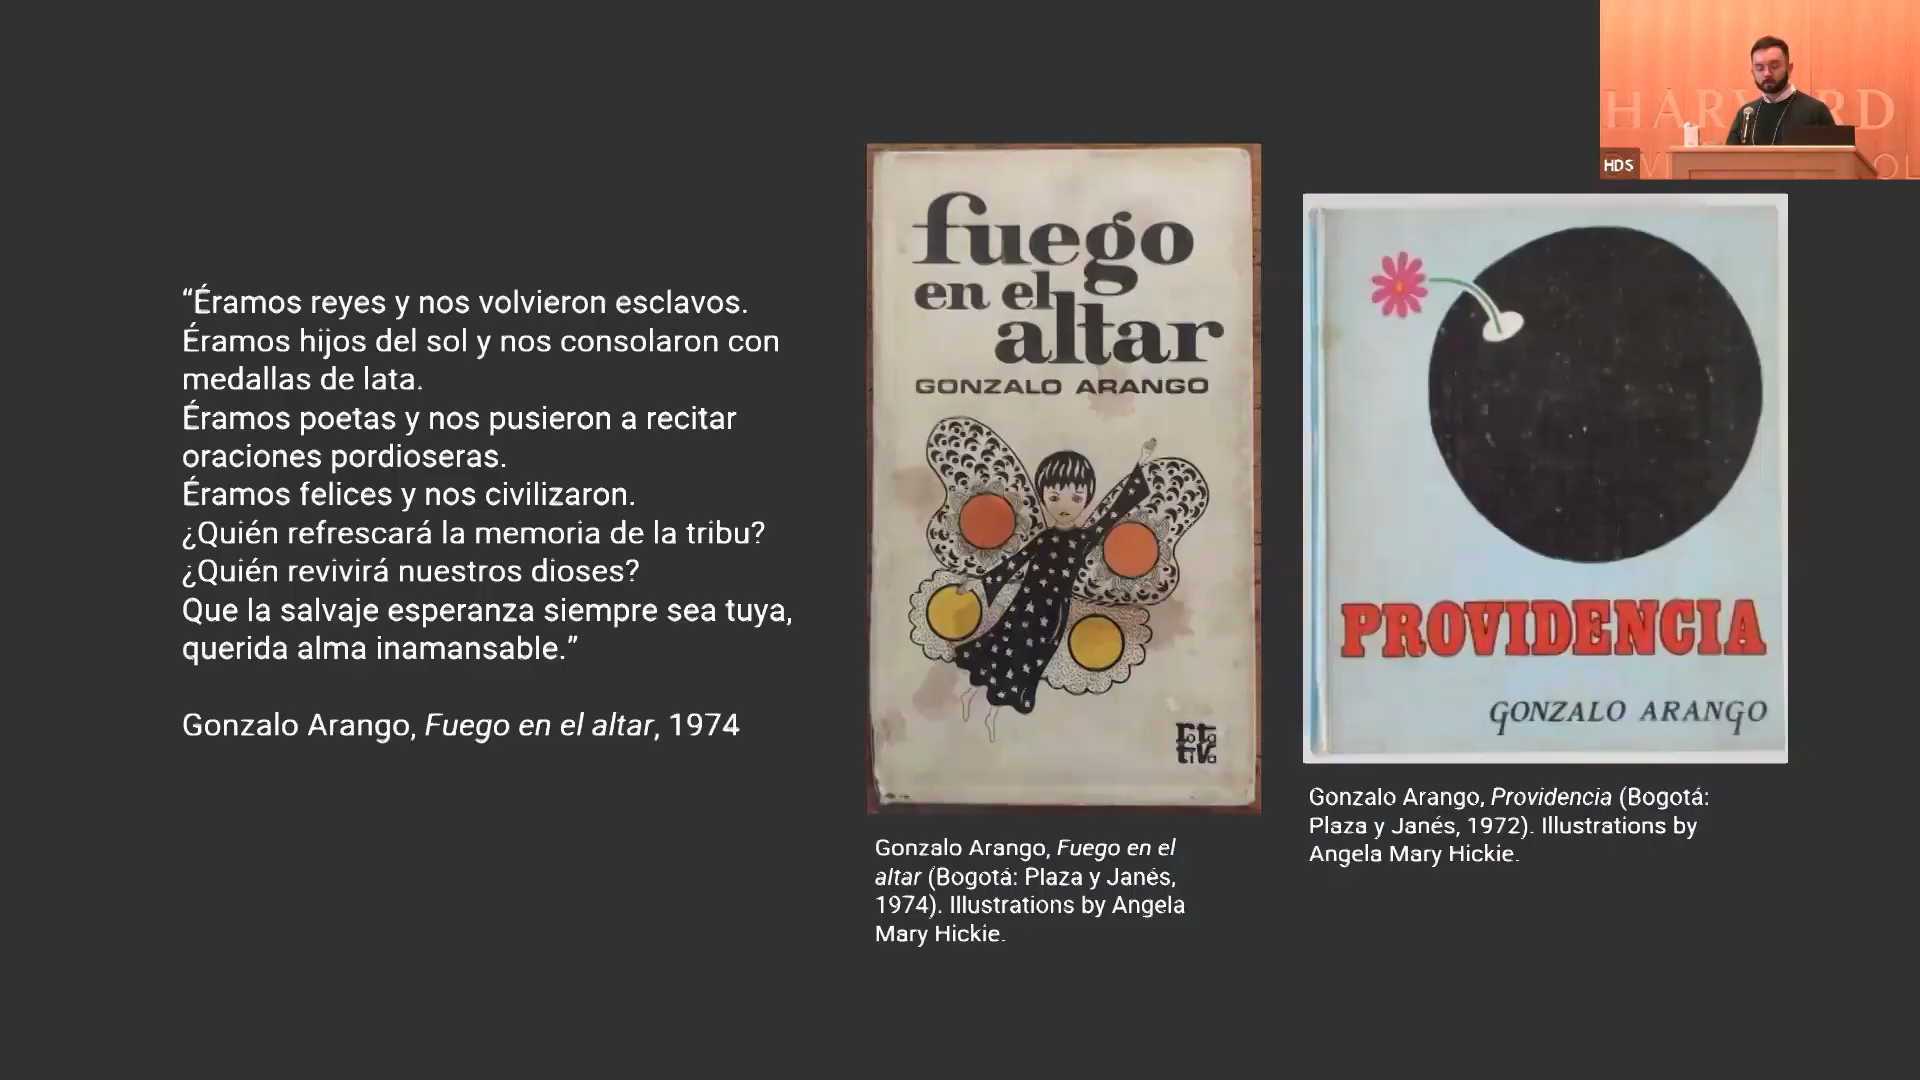 “Éramos reyes y nos volvieron esclavos.
Éramos hijos del sol y nos consolaron con
medallas de lata.
Éramos poetas y nos pusieron a recitar
oraciones pordioseras.
Éramos felices y nos civilizaron.
¿Quién refrescará la memoria de la tribu?
¿Quién revivirá nuestros dioses?
Que la salvaje esperanza siempre sea tuya,
querida alma inamansable.”
Gonzalo Arango, Fuego en el altar, 1974
fuego
en el
altar
GONZALO ARANGO
rotativa
Gonzalo Arango, Fuego en el
altar (Bogotá: Plaza y Janés,
1974). Illustrations by Angela
Mary Hickie.
PROVIDENCIA
GONZALO ARANGO
Gonzalo Arango, Providencia (Bogotá:
Plaza y Janés, 1972). Illustrations by
Angela Mary Hickie.
HDS